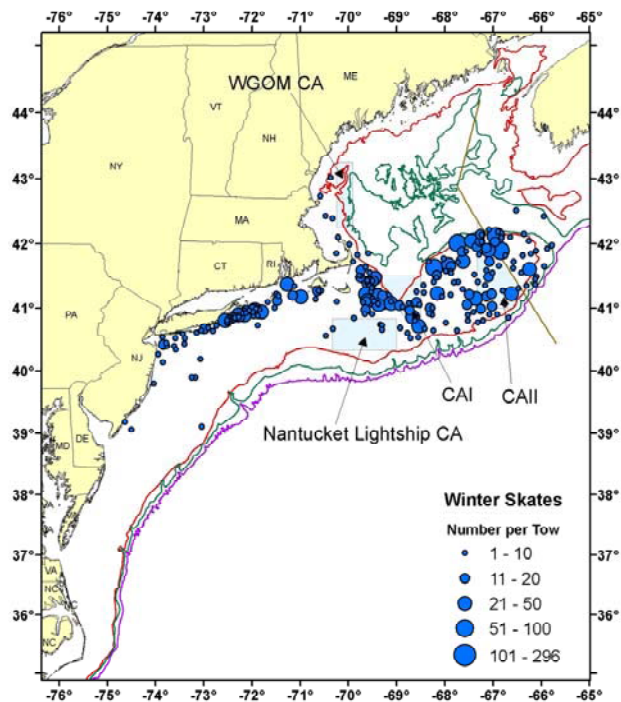 -76° -75° -74° -73° -72° -71° -70° -69° -68° -67° -66° -65°
WGOM CA
ME
VT
NH
NY
MA
CT
RI
PA
NJ
MD
DE
VA
NC
NC
NC
44°
43°
42°
41°
40°
39°
38°
37°
36°
44°
43°
42°
41°
40°
39°
38°
37°
36°
CAI
CAII
Nantucket Lightship CA
Winter Skates
Number per Tow
1 - 10
11 - 20
21 - 50
51 - 100
101 - 296
-76° -75° -74° -73° -72° -71° -70° -69° -68° -67° -66° -65°